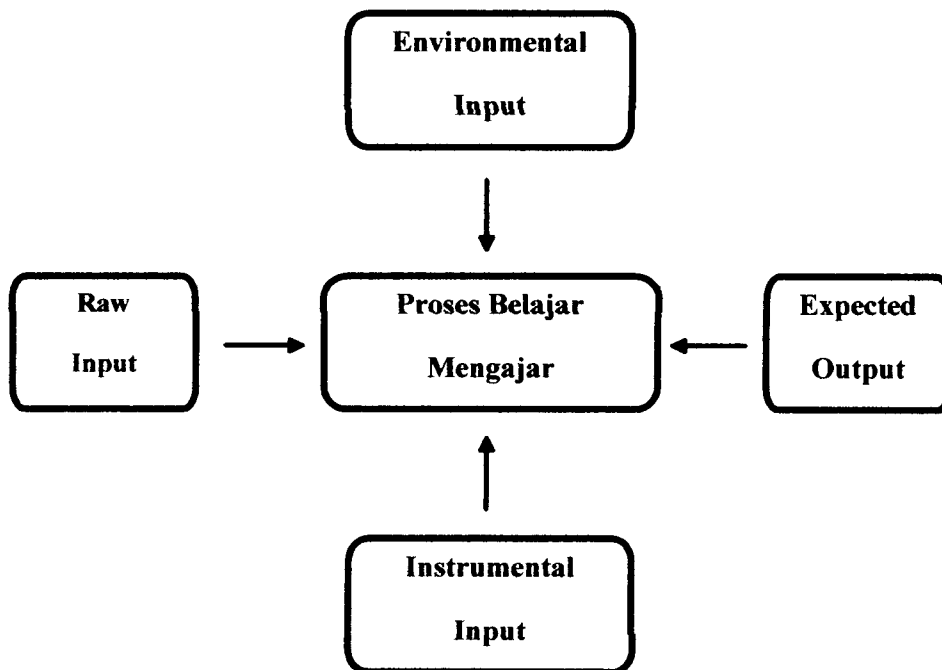 Environmental
Input
Raw
Input
Proses Belajar
Mengajar
Expected
Output
Instrumental
Input